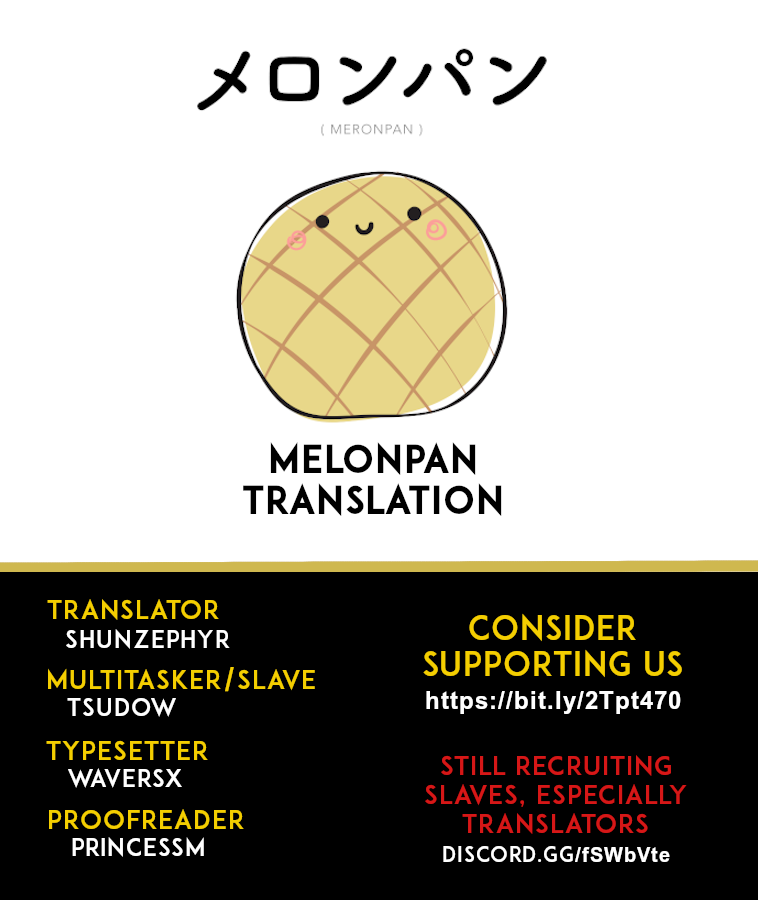 メロンパン
( MERONPAN )
MELONPAN
TRANSLATION
TRANSLATOR
SHUNZEPHYR
MULTITASKER/SLAVE
TSUDOW
TYPESETTER
WAVERSX
PROOFREADER
PRINCESSM
CONSIDER
SUPPORTING US
https://bit.ly/2Tpt470
STILL RECRUITING
SLAVES, ESPECIALLY
TRANSLATORS
DISCORD.GG/fSWbVte